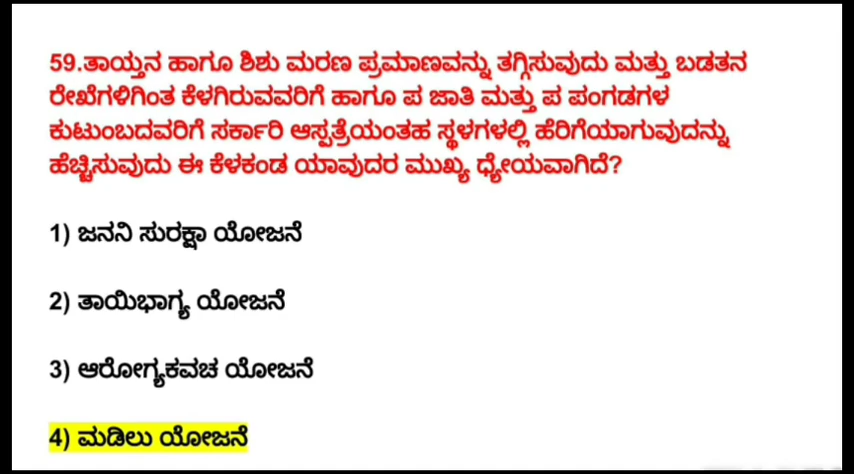 59.ತಾಯ್ತನ ಹಾಗೂ ಶಿಶು ಮರಣ ಪ್ರಮಾಣವನ್ನು ತಗ್ಗಿಸುವುದು ಮತ್ತು ಬಡತನ
ರೇಖೆಗಳಿಗಿಂತ ಕೆಳಗಿರುವವರಿಗೆ ಹಾಗೂ ಪ ಜಾತಿ ಮತ್ತು ಪ ಪಂಗಡಗಳ
ಕುಟುಂಬದವರಿಗೆ ಸರ್ಕಾರಿ ಆಸ್ಪತ್ರೆಯಂತಹ ಸ್ಥಳಗಳಲ್ಲಿ ಹೆರಿಗೆಯಾಗುವುದನ್ನು
ಹೆಚ್ಚಿಸುವುದು ಈ ಕೆಳಕಂಡ ಯಾವುದರ ಮುಖ್ಯ ಧ್ಯೇಯವಾಗಿದೆ?
1) ಜನನಿ ಸುರಕ್ಷಾ ಯೋಜನೆ
2) ತಾಯಿಭಾಗ್ಯ ಯೋಜನೆ
3) ಆರೋಗ್ಯಕವಚ ಯೋಜನೆ
4) ಮಡಿಲು ಯೋಜನೆ